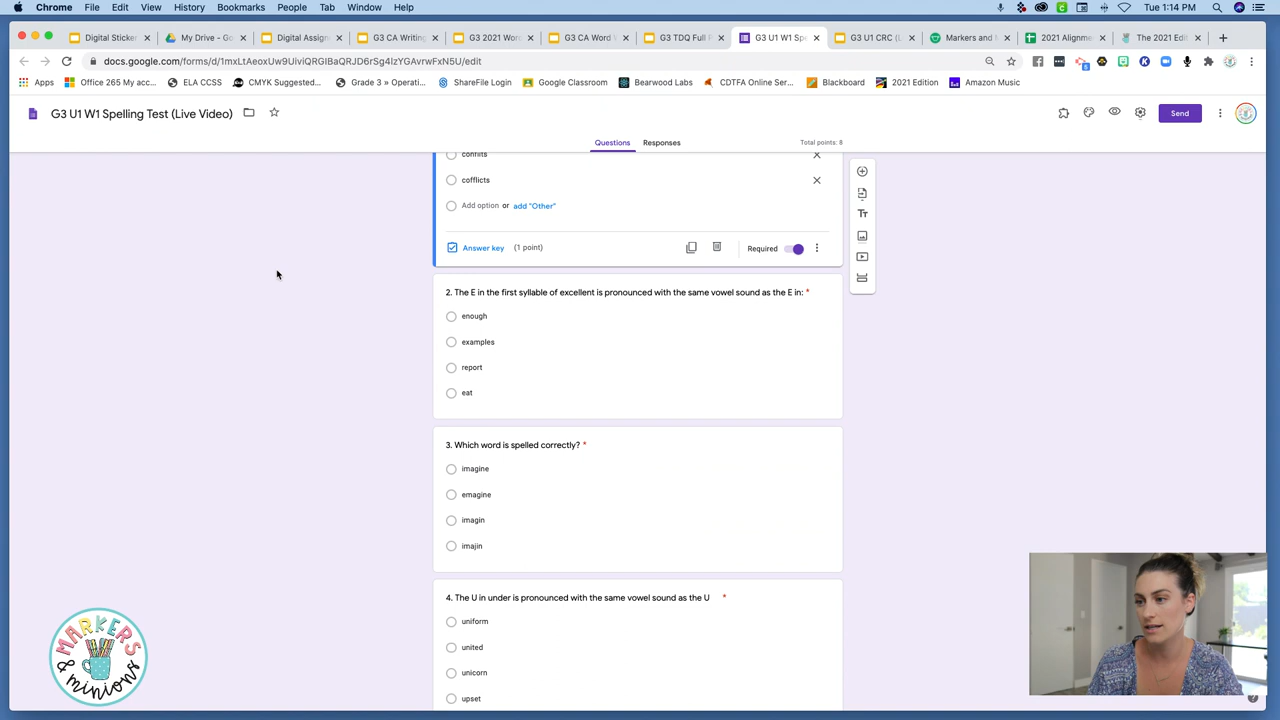 Chrome File Edit View History Bookmarks People Tab Window Help Tue 1:14 PM
Digital Sticker My Drive - Go Digital Assign G3 CA Writing G3 2021 Wor G3 CA Word W G3 TDQ Full P G3 U1 W1 Spe G3 U1 CRC (L Markers and M 2021 Alignme The 2021 Edit
docs.google.com/forms/d/1mxLtAeoxUw9UiviQRGIBaQRJD6rSg4lzYGAvrwFxN5U/edit
Apps Office 365 My acc... ELA CCSS CMYK Suggested... Grade 3 » Operati... ShareFile Login Google Classroom Bearwood Labs CDTFA Online Ser... Blackboard 2021 Edition Amazon Music
G3 U1 W1 Spelling Test (Live Video) Send
Questions Responses Total points: 8
conflits
cofflicts
Add option or add "Other"
Answer key (1 point) Required
2. The E in the first syllable of excellent is pronounced with the same vowel sound as the E in: *
enough
examples
report
eat
3. Which word is spelled correctly? *
imagine
emagine
imagin
imajin
4. The U in under is pronounced with the same vowel sound as the U *
uniform
united
unicorn
upset
MARKERS
& minions